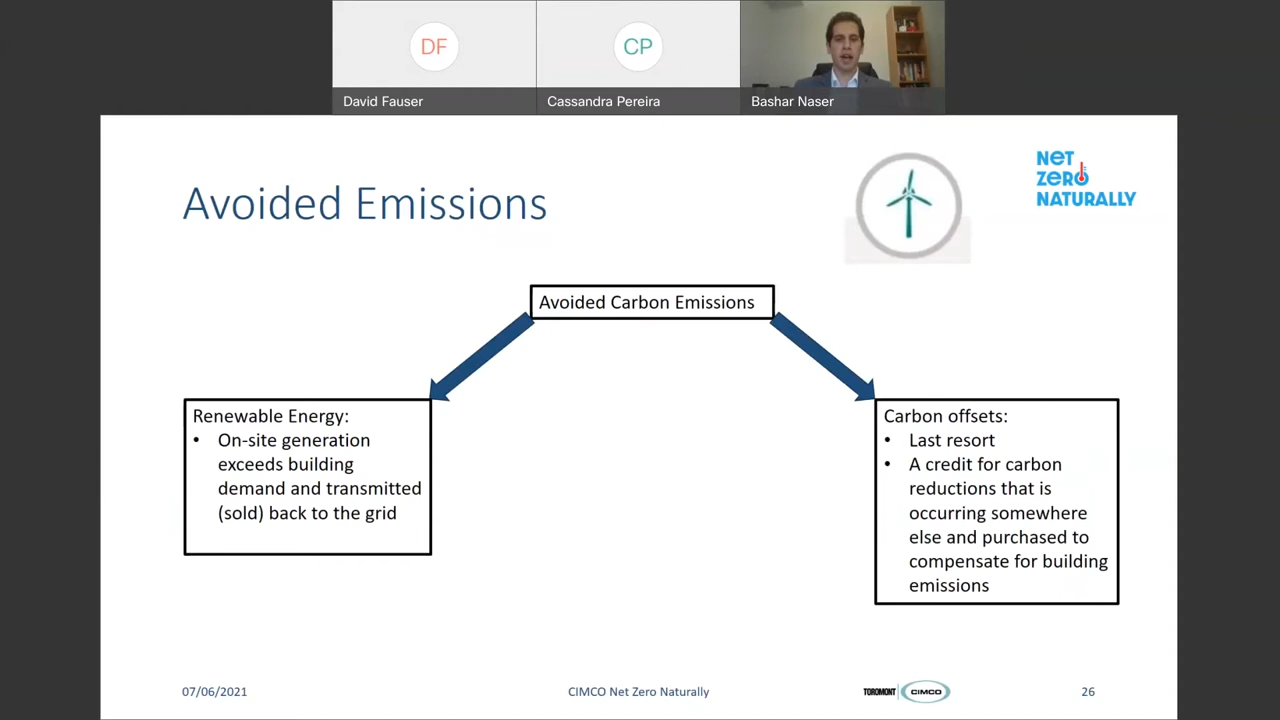 DF
CP
David Fauser
Cassandra Pereira
Bashar Naser
Avoided Emissions
Net
Zero
Naturally
Avoided Carbon Emissions
Renewable Energy:
• On-site generation
exceeds building
demand and transmitted
(sold) back to the grid
Carbon offsets:
• Last resort
• A credit for carbon
reductions that is
occurring somewhere
else and purchased to
compensate for building
emissions
07/06/2021
CIMCO Net Zero Naturally
TOROMONT
CIMCO
26